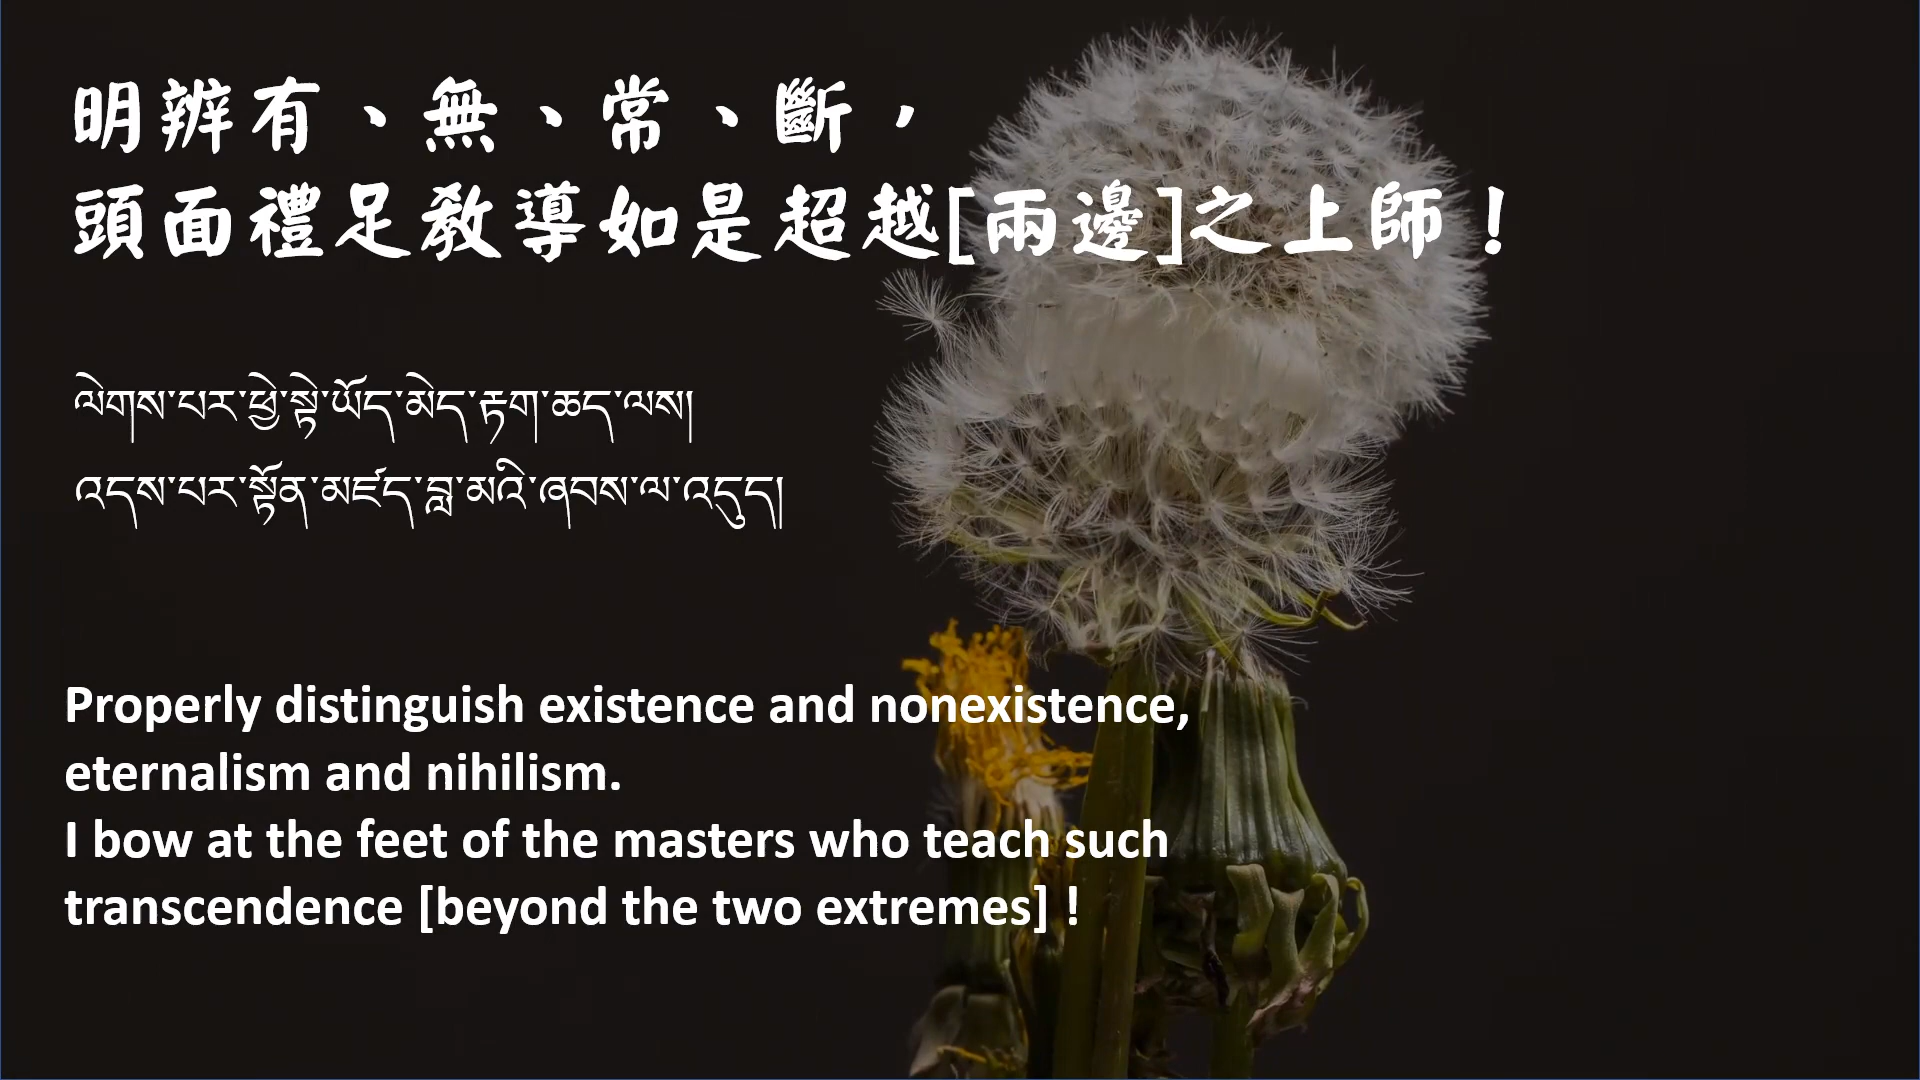 明辨有、無、常、斷，
頭面禮足教導如是超越[兩邊]之上師！
ལེགས་པར་ཕྱེ་སྟེ་ཡོད་མེད་རྟག་ཆད་ལས།
འདས་པར་སྟོན་མཛད་བླ་མའི་ཞབས་ལ་འདུད།
Properly distinguish existence and nonexistence,
eternalism and nihilism.
I bow at the feet of the masters who teach such
transcendence [beyond the two extremes] !